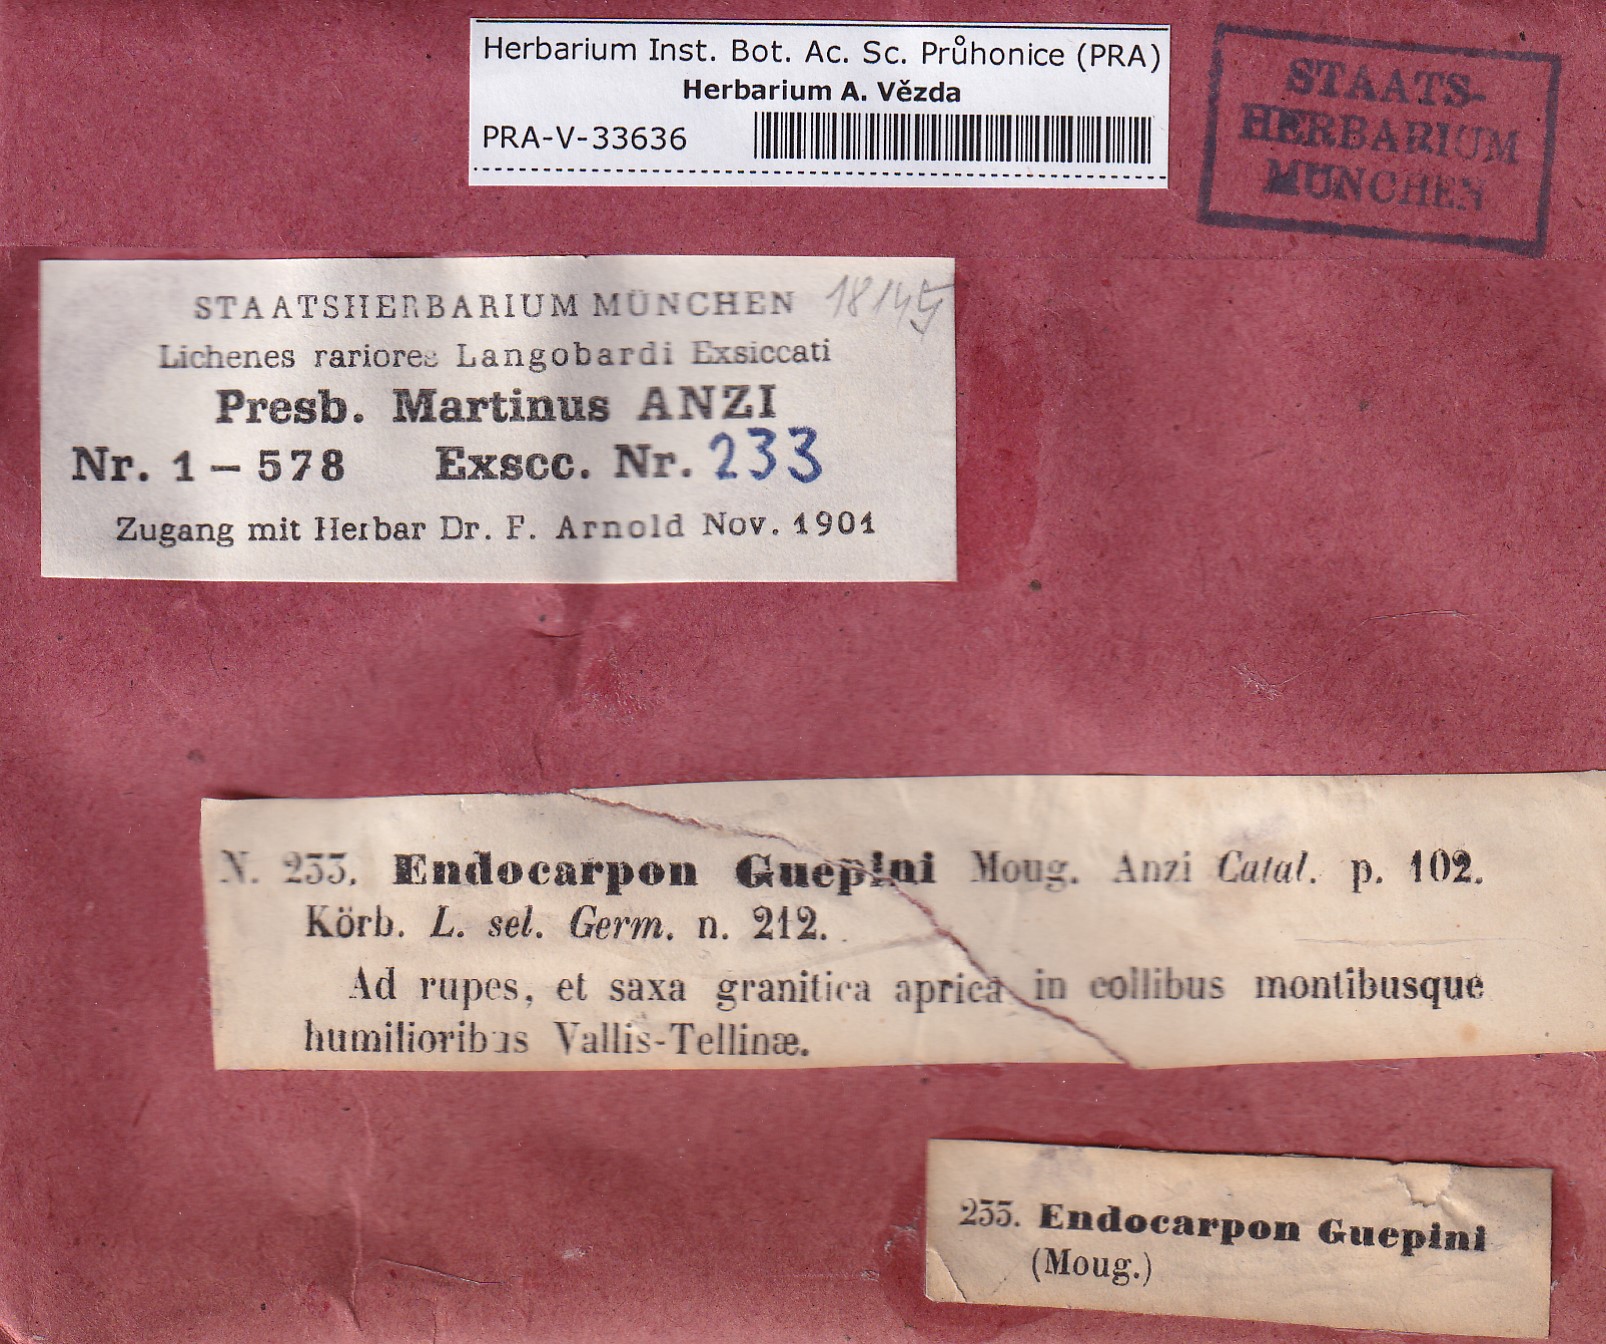 Herbarium Inst. Bot. Ac. Sc. Průhonice (PRA)
Herbarium A. Vězda
PRA-V-33636
STAATS-
HERBARIUM
MÜNCHEN
STAATSHERBARIUM MÜNCHEN 18145
Lichenes rariores Langobardi Exsiccati
Presb. Martinus ANZI
Nr. 1 – 578 Exscc. Nr. 233
Zugang mit Herbar Dr. F. Arnold Nov. 1901
N. 233. Endocarpon Guepini Moug. Anzi Catal. p. 102.
Körb. L. sel. Germ. n. 212.
Ad rupes, et saxa granitica aprica in collibus montibusque
humilioribus Vallis-Tellinæ.
233. Endocarpon Guepini
(Moug.)